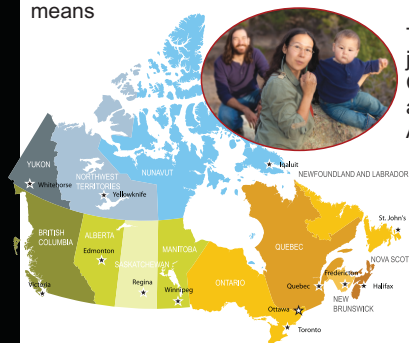 means
YUKON
Whitehorse
NORTHWEST
TERRITORIES
Yellowknife
NUNAVUT
Iqaluit
NEWFOUNDLAND AND LABRADOR
St. John's
BRITISH
COLUMBIA
Victoria
ALBERTA
Edmonton
SASKATCHEWAN
Regina
MANITOBA
Winnipeg
ONTARIO
Ottawa
Toronto
QUEBEC
Quebec
Fredericton
NEW
BRUNSWICK
NOVA SCOT
Halifax